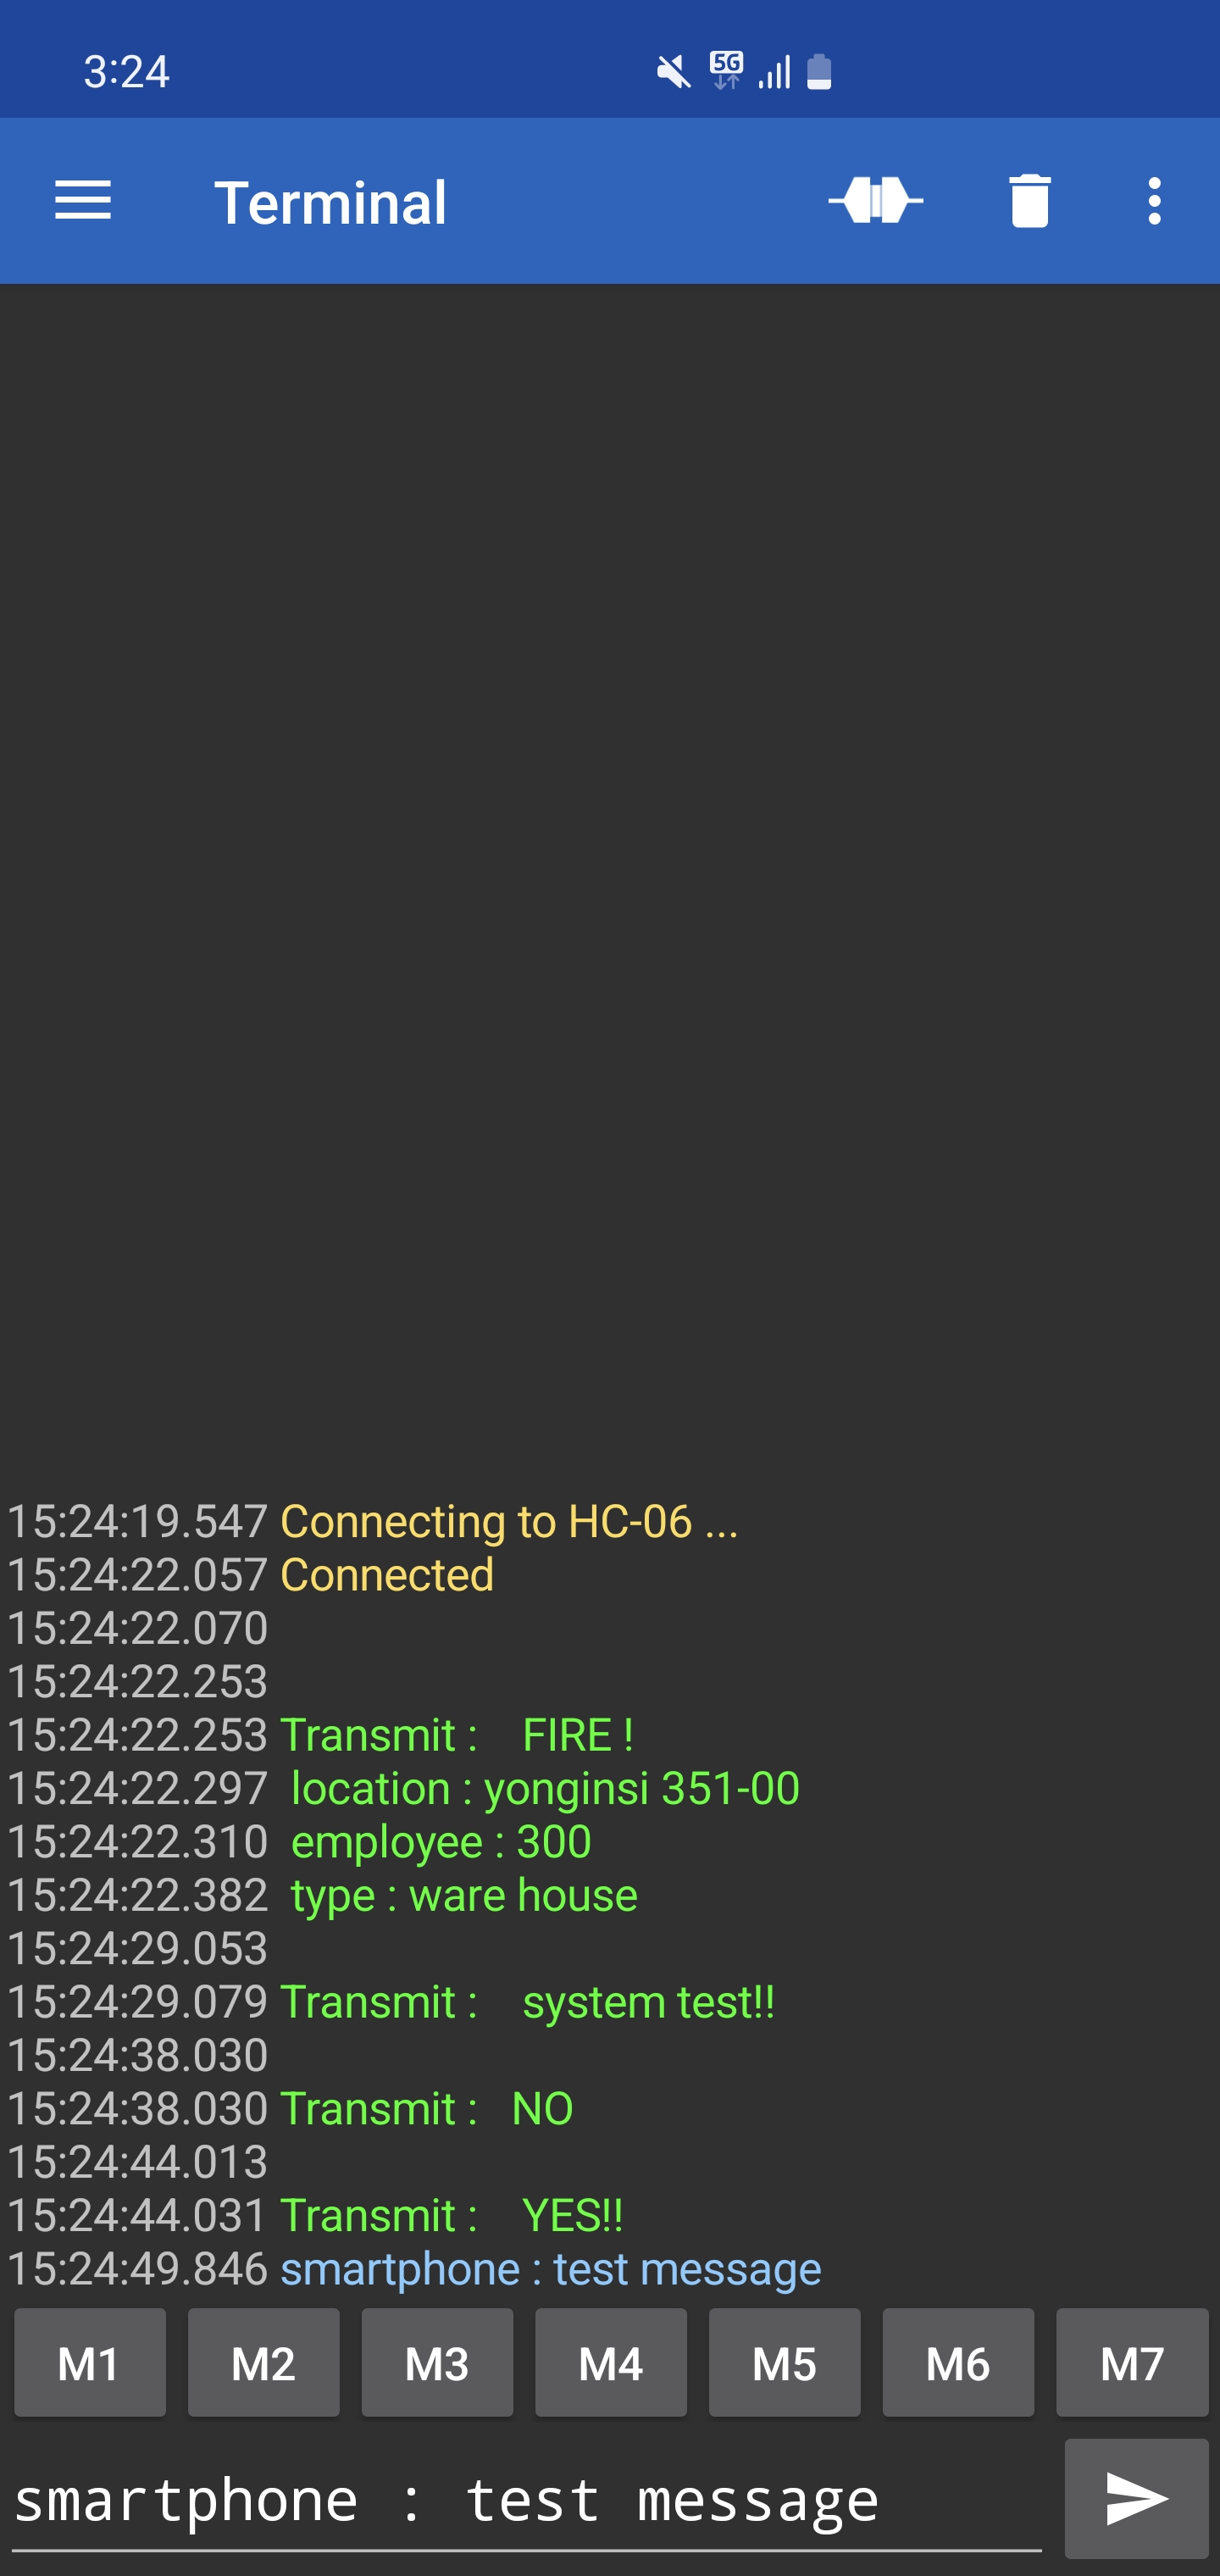 3:24
5G
Terminal
15:24:19.547 Connecting to HC-06 ...
15:24:22.057 Connected
15:24:22.070
15:24:22.253
15:24:22.253 Transmit :    FIRE !
15:24:22.297  location : yonginsi 351-00
15:24:22.310  employee : 300
15:24:22.382  type : ware house
15:24:29.053
15:24:29.079 Transmit :    system test!!
15:24:38.030
15:24:38.030 Transmit :   NO
15:24:44.013
15:24:44.031 Transmit :    YES!!
15:24:49.846 smartphone : test message
M1 M2 M3 M4 M5 M6 M7
smartphone : test message